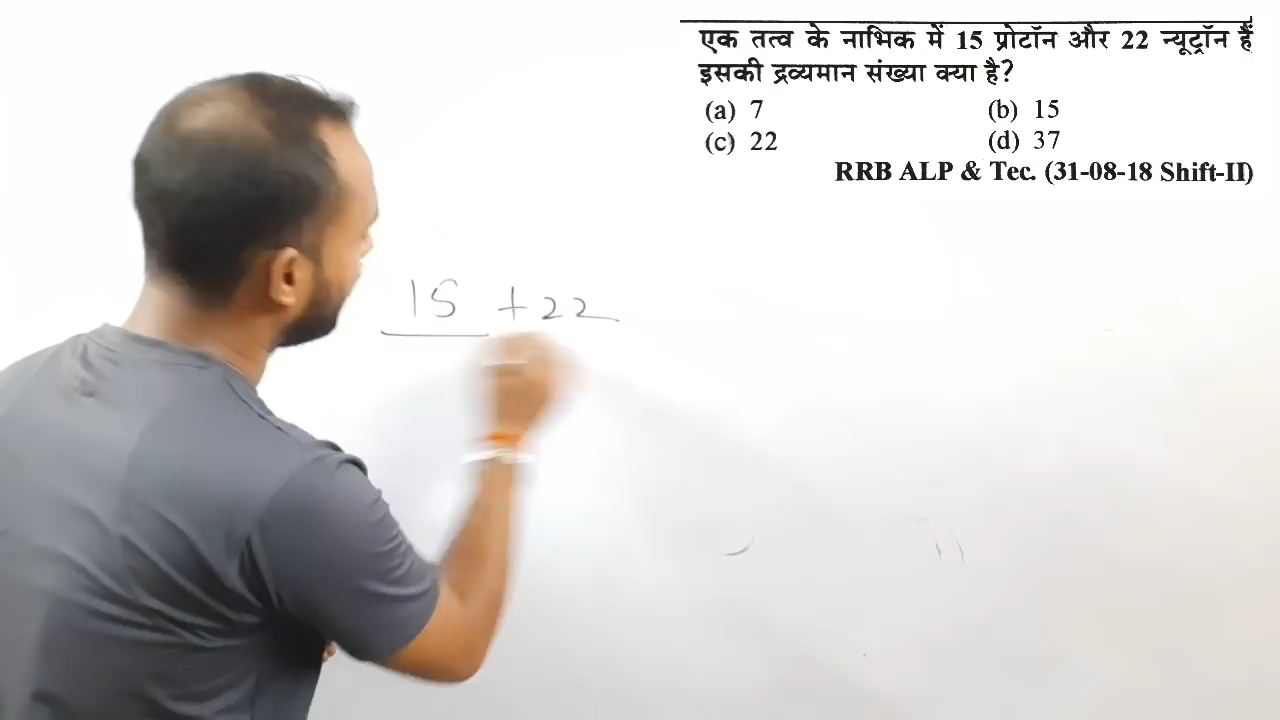 एक तत्व के नाभिक में 15 प्रोटॉन और 22 न्यूट्रॉन हैं
इसकी द्रव्यमान संख्या क्या है?
(a) 7 (b) 15
(c) 22 (d) 37
RRB ALP & Tec. (31-08-18 Shift-II)
15 + 22